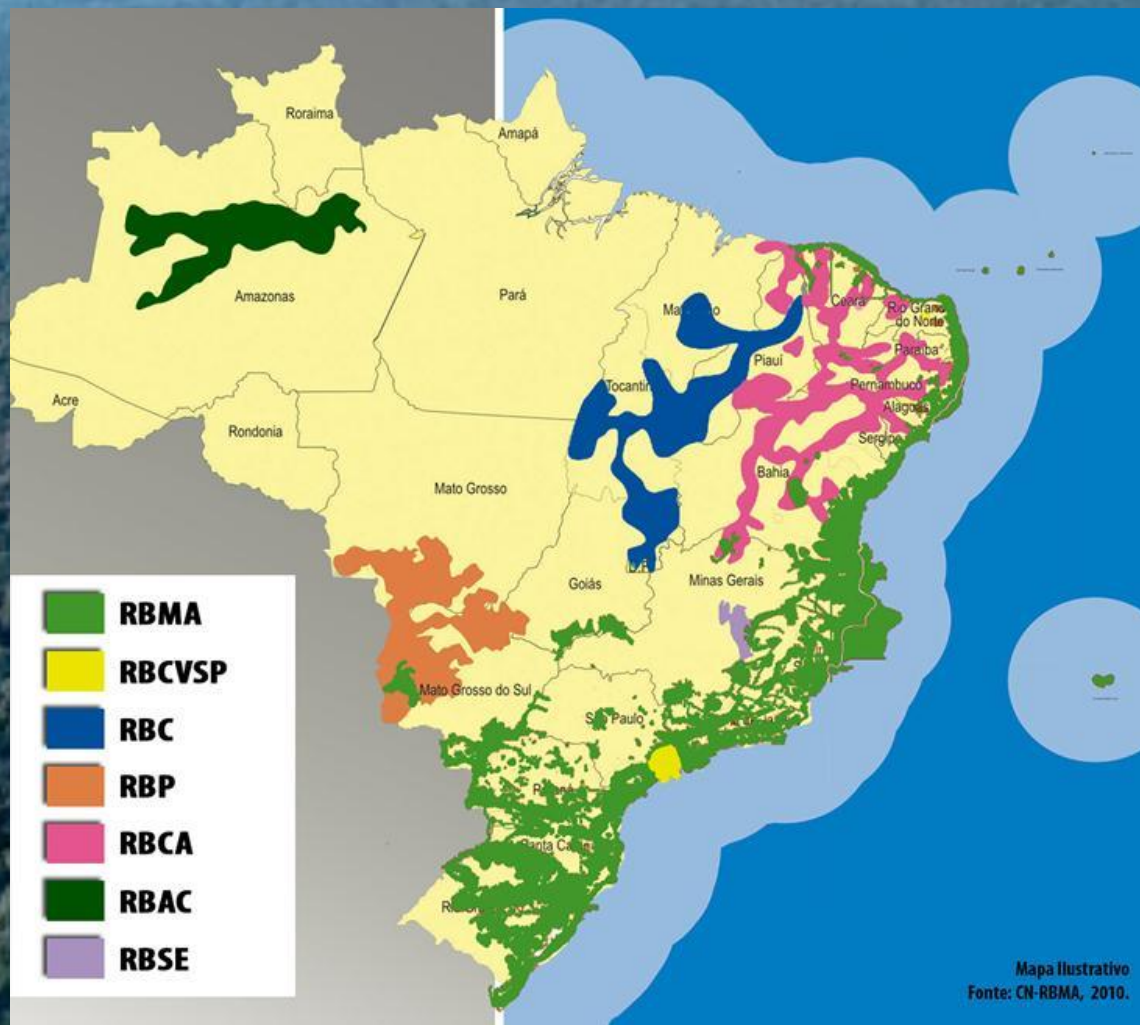 Roraima
Amapá
Amazonas
Pará
Ceará
Rio Grande
do Norte
Paraíba
Piauí
Pernambuco
Alagoas
Sergipe
Acre
Rondonia
Mato Grosso
Bahia
Goiás
Minas Gerais
Mato Grosso do Sul
São Paulo
RBMA
RBCVSP
RBC
RBP
RBCA
RBAC
RBSE
Mapa Ilustrativo
Fonte: CN-RBMA, 2010.